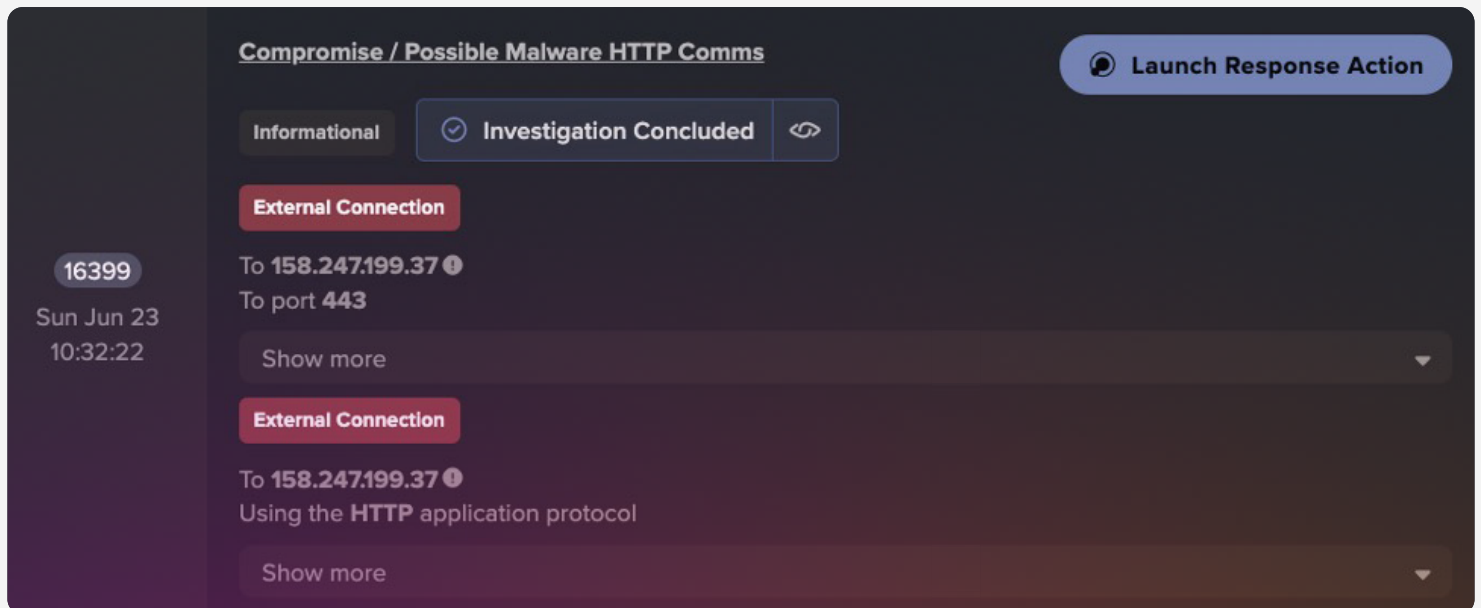 Compromise / Possible Malware HTTP Comms
Launch Response Action
Informational
Investigation Concluded
External Connection
To 158.247.199.37
To port 443
16399
Sun Jun 23
10:32:22
Show more
External Connection
To 158.247.199.37
Using the HTTP application protocol
Show more